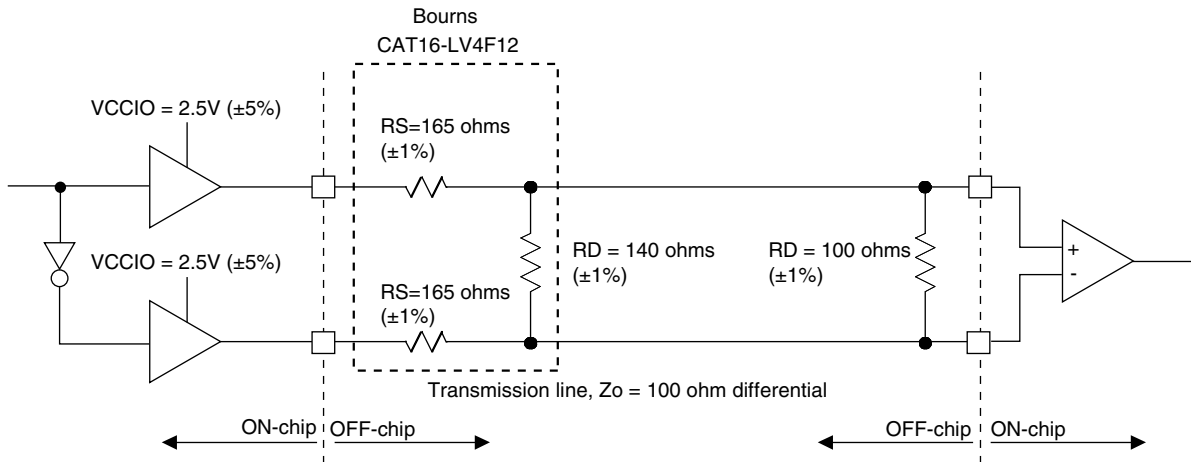 Bourns
CAT16-LV4F12
VCCIO = 2.5V (±5%)
RS=165 ohms
(±1%)
VCCIO = 2.5V (±5%)
RD = 140 ohms
(±1%)
RD = 100 ohms
(±1%)
+
-
RS=165 ohms
(±1%)
Transmission line, Zo = 100 ohm differential
ON-chip
OFF-chip
OFF-chip
ON-chip